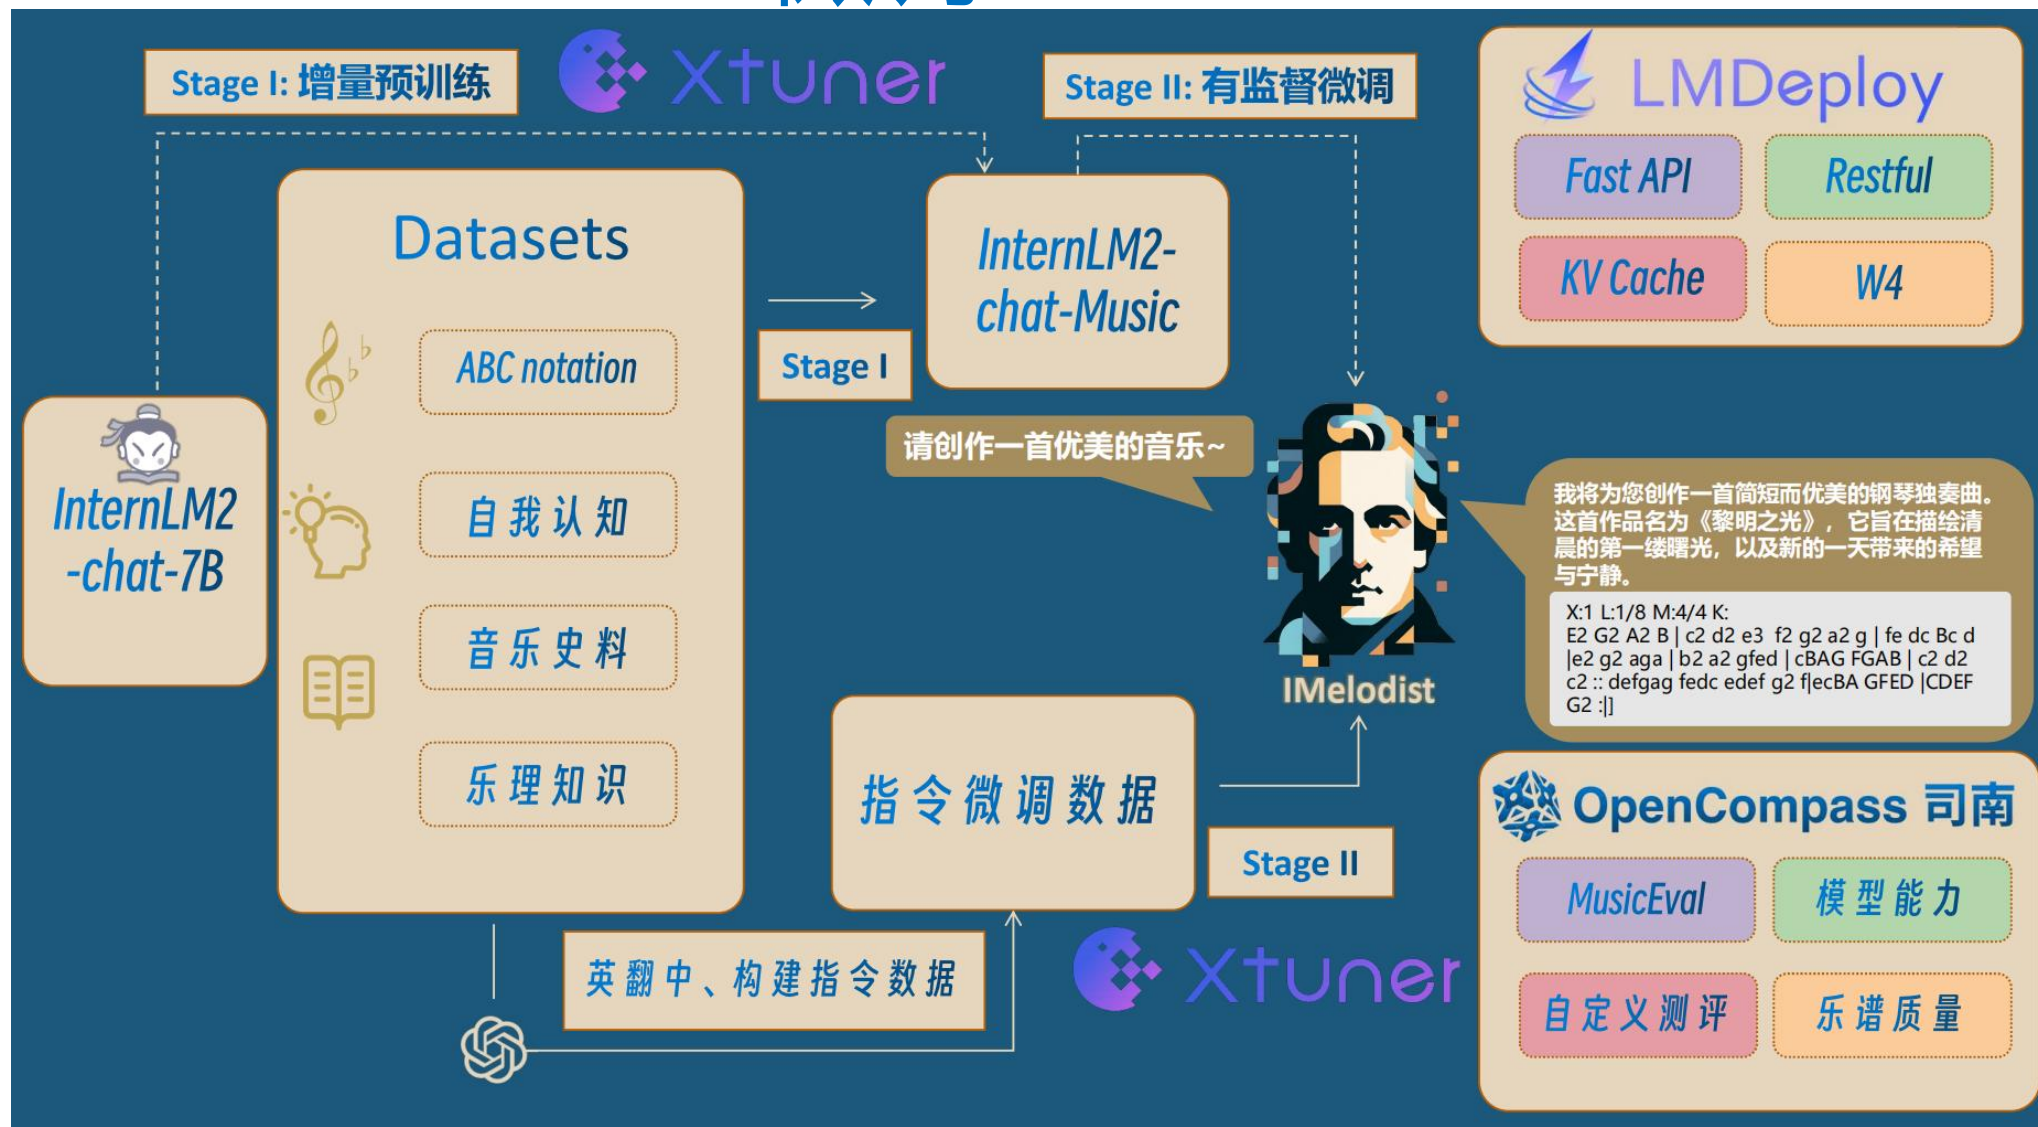 Stage I: 增量预训练
Xtuner
Stage II: 有监督微调
LMDeploy
Fast API
Restful
KV Cache
W4
Datasets
ABC notation
自我认知
音乐史料
乐理知识
InternLM2
-chat-7B
Stage I
InternLM2-
chat-Music
请创作一首优美的音乐~
IMelodist
我将为您创作一首简短而优美的钢琴独奏曲。
这首作品名为《黎明之光》，它旨在描绘清
晨的第一缕曙光，以及新的一天带来的希望
与宁静。
X:1 L:1/8 M:4/4 K:
E2 G2 A2 B | c2 d2 e3 f2 g2 a2 g | fe dc Bc d
|e2 g2 aga | b2 a2 gfed | cBAG FGAB | c2 d2
c2 :: defgag fedc edef g2 f|ecBA GFED |CDEF
G2 :|]
指令微调数据
Stage II
英翻中、构建指令数据
Xtuner
OpenCompass 司南
MusicEval
模型能力
自定义测评
乐谱质量